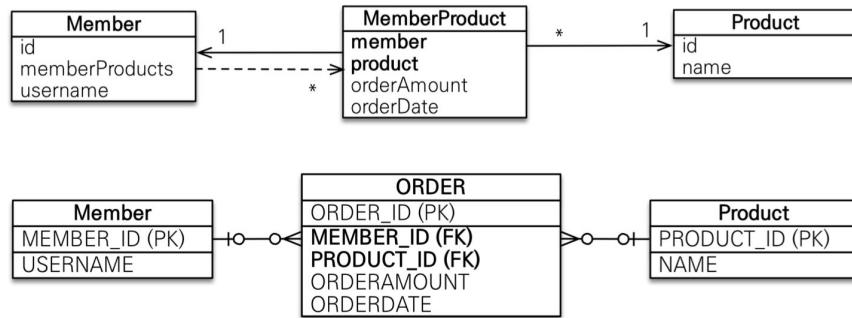 Member
id
memberProducts
username
1
*
MemberProduct
member
product
orderAmount
orderDate
*
1
Product
id
name
Member
MEMBER_ID (PK)
USERNAME
ORDER
ORDER_ID (PK)
MEMBER_ID (FK)
PRODUCT_ID (FK)
ORDERAMOUNT
ORDERDATE
Product
PRODUCT_ID (PK)
NAME